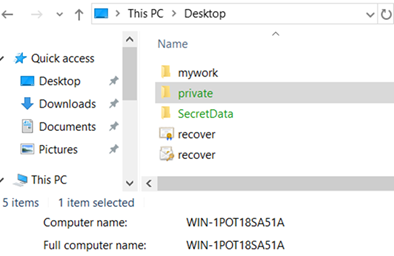 This PC > Desktop
Name
Quick access
Desktop
Downloads
Documents
Pictures
This PC
mywork
private
SecretData
recover
recover
5 items 1 item selected
Computer name: WIN-1POT18SA51A
Full computer name: WIN-1POT18SA51A